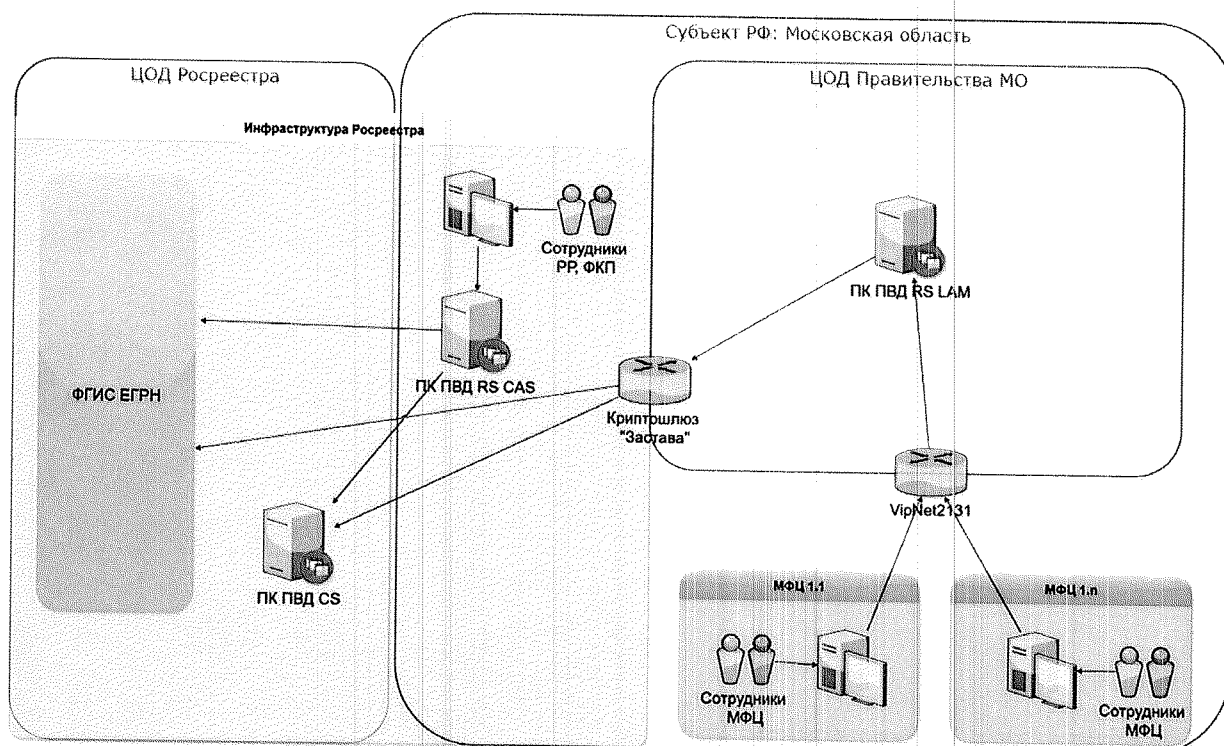 Субъект РФ: Московская область
ЦОД Росреестра
ЦОД Правительства МО
Инфраструктура Росреестра
Сотрудники
РР, ФКП
ПК ПВД RS LAM
ФГИС ЕГРН
ПК ПВД RS CAS
Криптошлюз
"Застава"
VipNet2131
ПК ПВД CS
МФЦ 1.1
МФЦ 1.n
Сотрудники
МФЦ
Сотрудники
МФЦ